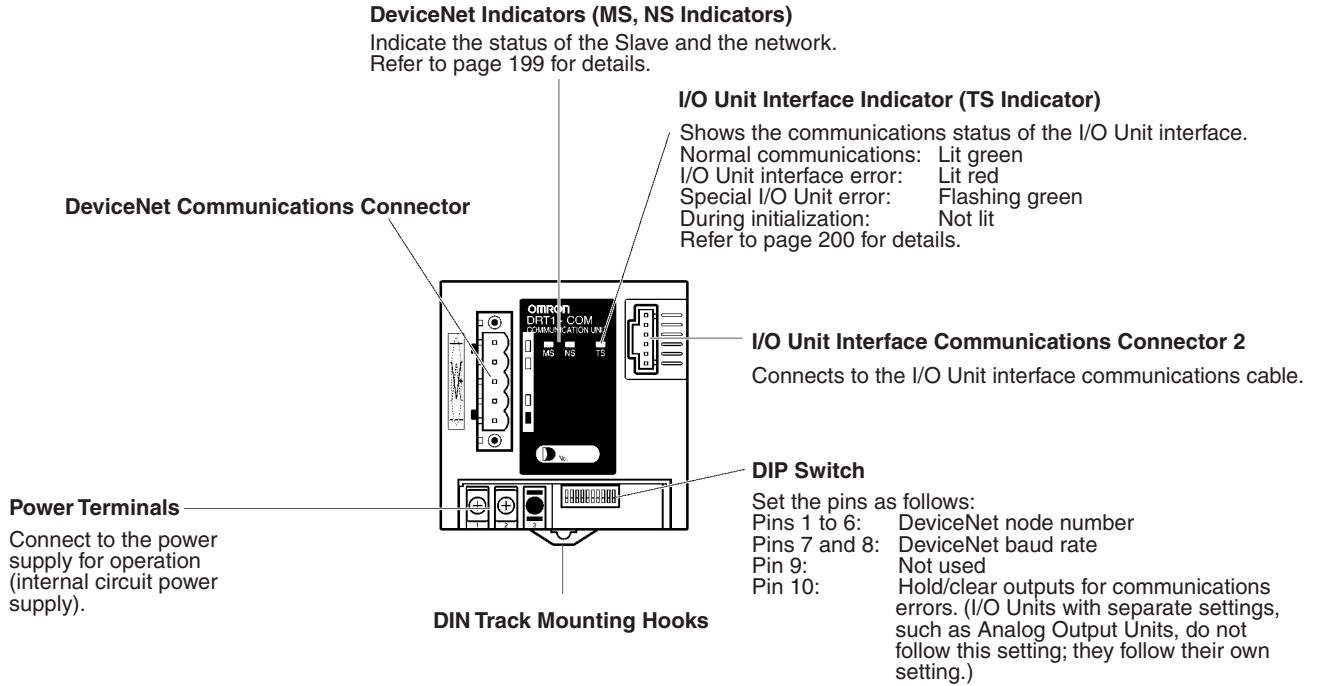 DeviceNet Indicators (MS, NS Indicators)
Indicate the status of the Slave and the network.
Refer to page 199 for details.
I/O Unit Interface Indicator (TS Indicator)
Shows the communications status of the I/O Unit interface.
Normal communications: Lit green
I/O Unit interface error: Lit red
Special I/O Unit error: Flashing green
During initialization: Not lit
Refer to page 200 for details.
DeviceNet Communications Connector
OMRON
DRT1-COM
COMMUNICATION UNIT
MS NS TS
No.
I/O Unit Interface Communications Connector 2
Connects to the I/O Unit interface communications cable.
DIP Switch
Set the pins as follows:
Pins 1 to 6: DeviceNet node number
Pins 7 and 8: DeviceNet baud rate
Pin 9: Not used
Pin 10: Hold/clear outputs for communications
errors. (I/O Units with separate settings,
such as Analog Output Units, do not
follow this setting; they follow their own
setting.)
Power Terminals
Connect to the power
supply for operation
(internal circuit power
supply).
1 2 3
DIN Track Mounting Hooks